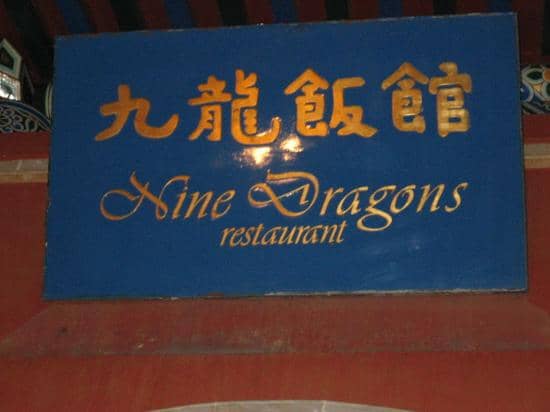 九龍飯館
Nine Dragons
restaurant